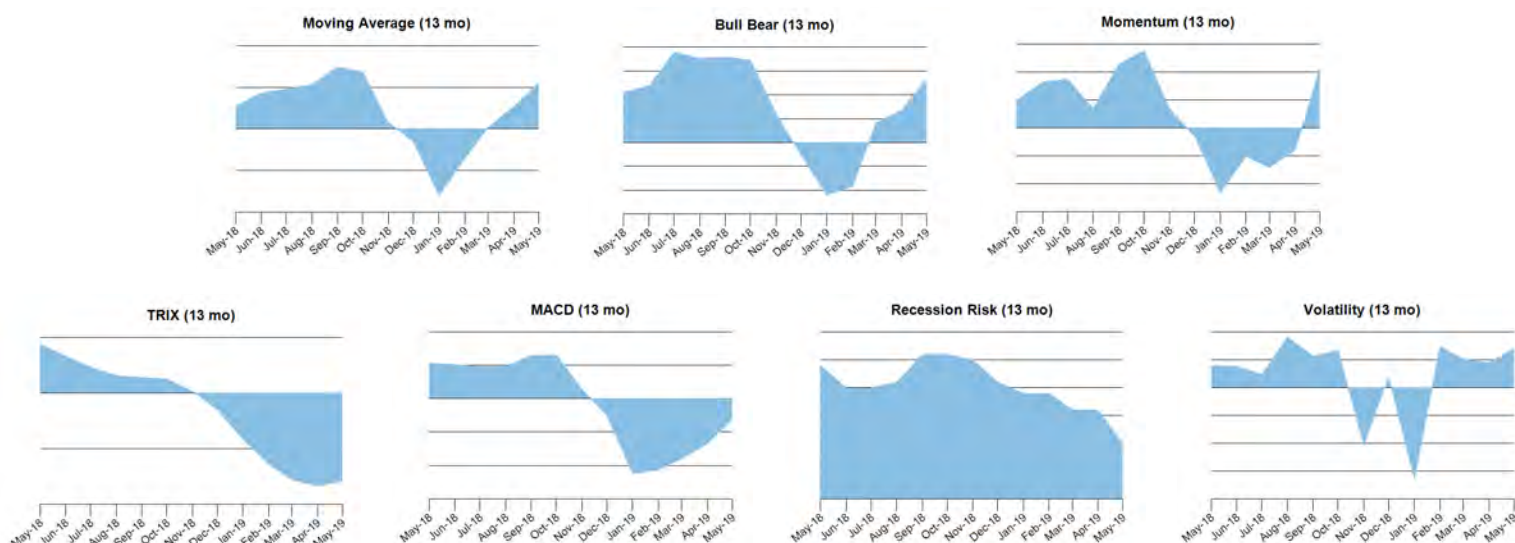 Moving Average (13 mo)
May-18 Jun-18 Jul-18 Aug-18 Sep-18 Oct-18 Nov-18 Dec-18 Jan-19 Feb-19 Mar-19 Apr-19 May-19
Bull Bear (13 mo)
May-18 Jun-18 Jul-18 Aug-18 Sep-18 Oct-18 Nov-18 Dec-18 Jan-19 Feb-19 Mar-19 Apr-19 May-19
Momentum (13 mo)
May-18 Jun-18 Jul-18 Aug-18 Sep-18 Oct-18 Nov-18 Dec-18 Jan-19 Feb-19 Mar-19 Apr-19 May-19
TRIX (13 mo)
May-18 Jun-18 Jul-18 Aug-18 Sep-18 Oct-18 Nov-18 Dec-18 Jan-19 Feb-19 Mar-19 Apr-19 May-19
MACD (13 mo)
May-18 Jun-18 Jul-18 Aug-18 Sep-18 Oct-18 Nov-18 Dec-18 Jan-19 Feb-19 Mar-19 Apr-19 May-19
Recession Risk (13 mo)
May-18 Jun-18 Jul-18 Aug-18 Sep-18 Oct-18 Nov-18 Dec-18 Jan-19 Feb-19 Mar-19 Apr-19 May-19
Volatility (13 mo)
May-18 Jun-18 Jul-18 Aug-18 Sep-18 Oct-18 Nov-18 Dec-18 Jan-19 Feb-19 Mar-19 Apr-19 May-19